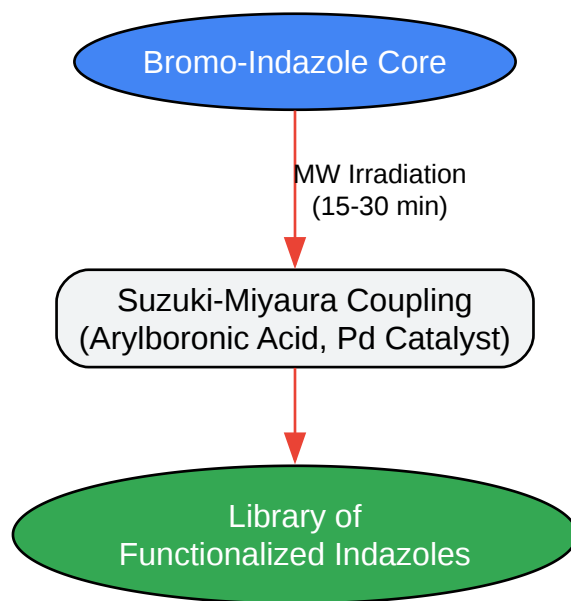 Bromo-Indazole Core
MW Irradiation
(15-30 min)
Suzuki-Miyaura Coupling
(Arylboronic Acid, Pd Catalyst)
Library of
Functionalized Indazoles